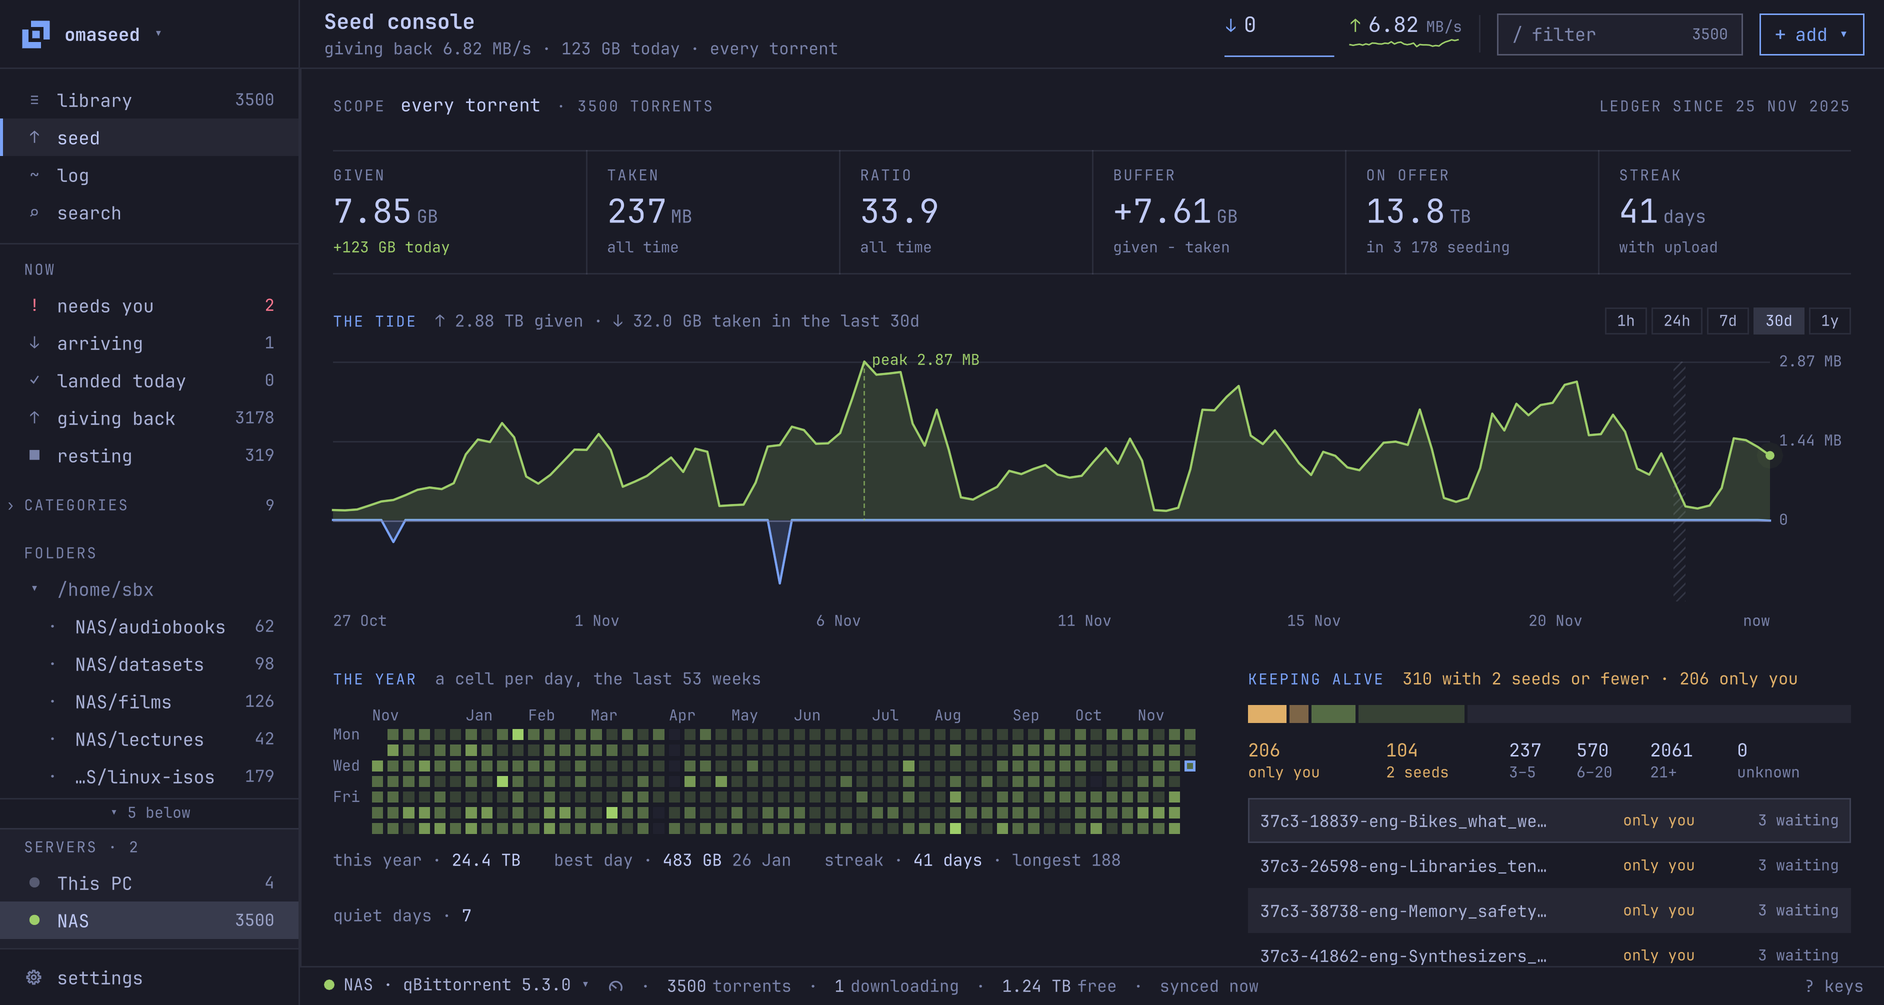 omaseed
library 3500
seed
log
search
NOW
! needs you 2
arriving 1
landed today 0
giving back 3178
resting 319
CATEGORIES 9
FOLDERS
/home/sbx
· NAS/audiobooks 62
· NAS/datasets 98
· NAS/films 126
· NAS/lectures 42
· …S/linux-isos 179
5 below
SERVERS · 2
This PC 4
NAS 3500
settings
Seed console
giving back 6.82 MB/s · 123 GB today · every torrent
↓ 0
↑ 6.82 MB/s
/ filter 3500
+ add
SCOPE every torrent · 3500 TORRENTS
LEDGER SINCE 25 NOV 2025
GIVEN
7.85 GB
+123 GB today
TAKEN
237 MB
all time
RATIO
33.9
all time
BUFFER
+7.61 GB
given - taken
ON OFFER
13.8 TB
in 3 178 seeding
STREAK
41 days
with upload
THE TIDE ↑ 2.88 TB given · ↓ 32.0 GB taken in the last 30d
1h 24h 7d 30d 1y
peak 2.87 MB
2.87 MB
1.44 MB
0
27 Oct 1 Nov 6 Nov 11 Nov 15 Nov 20 Nov now
THE YEAR a cell per day, the last 53 weeks
Nov Jan Feb Mar Apr May Jun Jul Aug Sep Oct Nov
Mon
Wed
Fri
this year · 24.4 TB best day · 483 GB 26 Jan streak · 41 days · longest 188
quiet days · 7
KEEPING ALIVE 310 with 2 seeds or fewer · 206 only you
206 104 237 570 2061 0
only you 2 seeds 3-5 6-20 21+ unknown
37c3-18839-eng-Bikes_what_we… only you 3 waiting
37c3-26598-eng-Libraries_ten… only you 3 waiting
37c3-38738-eng-Memory_safety… only you 3 waiting
37c3-41862-eng-Synthesizers_… only you 3 waiting
NAS · qBittorrent 5.3.0 · 3500 torrents · 1 downloading · 1.24 TB free · synced now
? keys